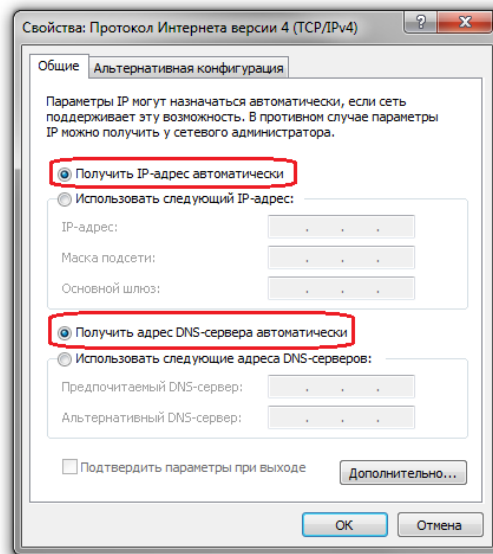 Свойства: Протокол Интернета версии 4 (TCP/IPv4)
Общие
Альтернативная конфигурация
Параметры IP могут назначаться автоматически, если сеть
поддерживает эту возможность. В противном случае параметры
IP можно получить у сетевого администратора.
Получить IP-адрес автоматически
Использовать следующий IP-адрес:
IP-адрес:
Маска подсети:
Основной шлюз:
Получить адрес DNS-сервера автоматически
Использовать следующие адреса DNS-серверов:
Предпочитаемый DNS-сервер:
Альтернативный DNS-сервер:
Подтвердить параметры при выходе
Дополнительно...
ОК
Отмена